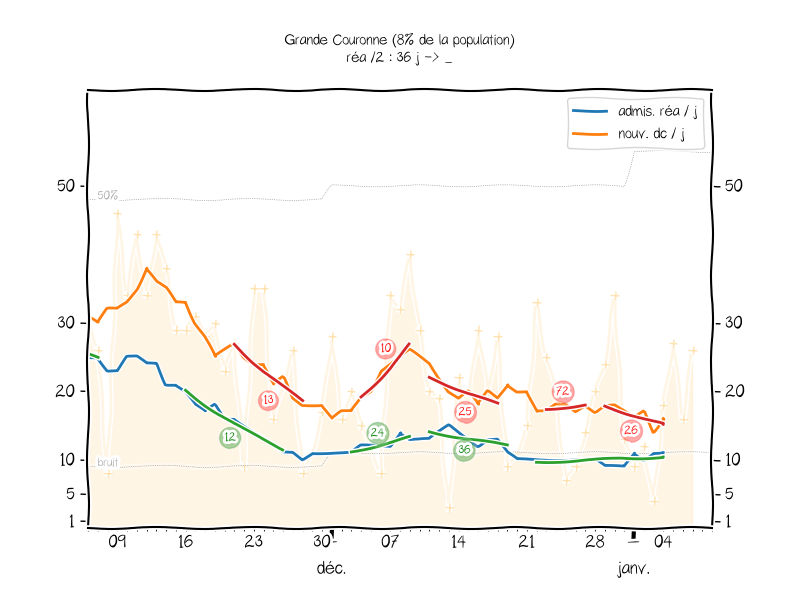 Grande Couronne (8% de la population)
réa /2 : 36 j -> _
admis. réa / j
nouv. dc / j
50 50
50%
30 30
10
72
20 20
13
25
24
12
26
36
bruit
10 10
5 5
1 1
09 16 23 30 07 14 21 28 04
déc. janv.